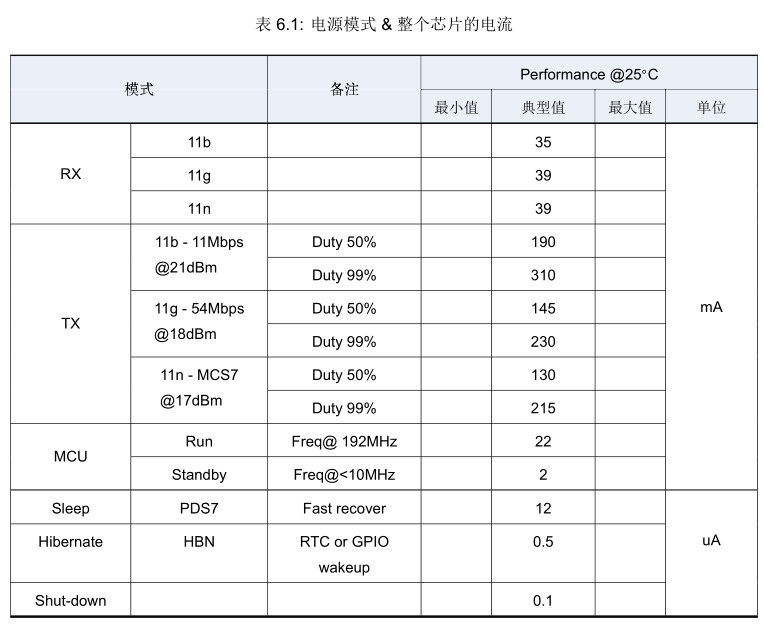 表 6.1: 电源模式 & 整个芯片的电流
模式 备注 Performance @25°C
最小值 典型值 最大值 单位
RX 11b 35 mA
11g 39
11n 39
TX 11b - 11Mbps @21dBm Duty 50% 190
Duty 99% 310
11g - 54Mbps @18dBm Duty 50% 145
Duty 99% 230
11n - MCS7 @17dBm Duty 50% 130
Duty 99% 215
MCU Run Freq@ 192MHz 22
Standby Freq@<10MHz 2
Sleep PDS7 Fast recover 12 uA
Hibernate HBN RTC or GPIO wakeup 0.5
Shut-down 0.1